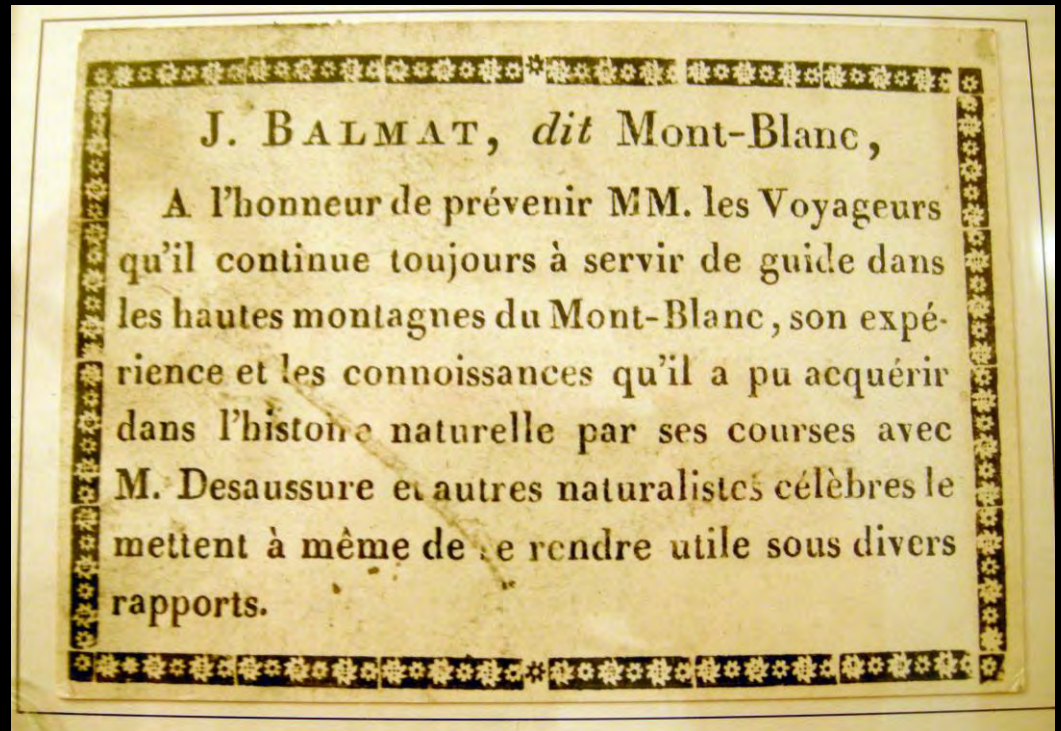 J. BALMAT, dit Mont-Blanc,
A l'honneur de prévenir MM. les Voyageurs
qu'il continue toujours à servir de guide dans
les hautes montagnes du Mont-Blanc, son expé-
rience et les connoissances qu'il a pu acquérir
dans l'histoire naturelle par ses courses avec
M. Desaussure et autres naturalistes célèbres le
mettent à même de se rendre utile sous divers
rapports.